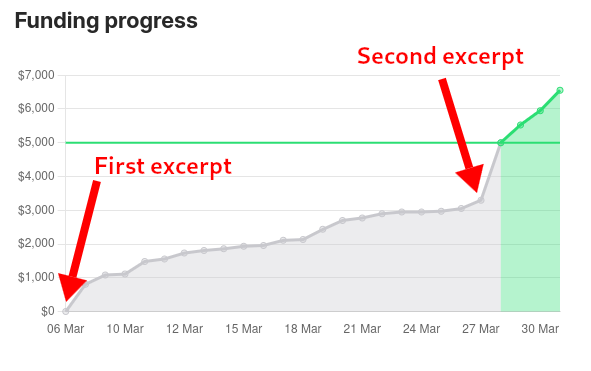 Funding progress
Second excerpt
$7,000
$6,000
$5,000
First excerpt
$4,000
$3,000
$2,000
$1,000
$0
06 Mar 10 Mar 12 Mar 15 Mar 18 Mar 21 Mar 24 Mar 27 Mar 30 Mar